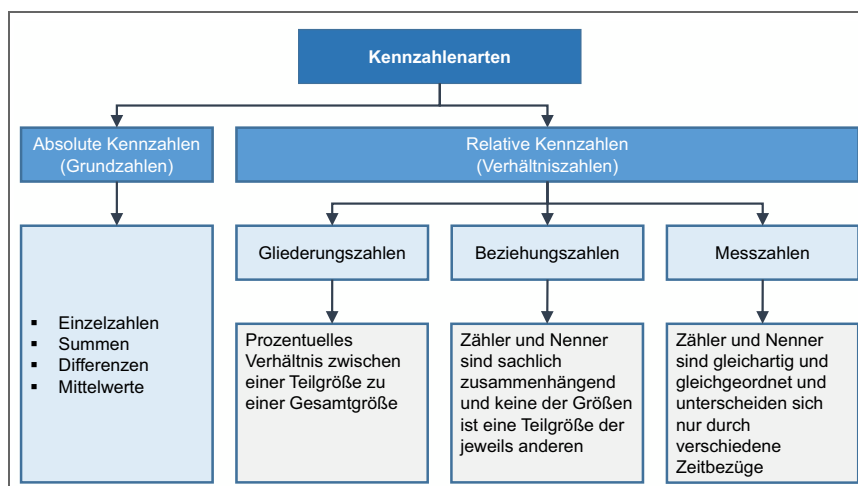 Kennzahlenarten
Absolute Kennzahlen
(Grundzahlen)
Relative Kennzahlen
(Verhältniszahlen)
▪ Einzelzahlen
▪ Summen
▪ Differenzen
▪ Mittelwerte
Gliederungszahlen
Beziehungszahlen
Messzahlen
Prozentuelles
Verhältnis zwischen
einer Teilgröße zu
einer Gesamtgröße
Zähler und Nenner
sind sachlich
zusammenhängend
und keine der Größen
ist eine Teilgröße der
jeweils anderen
Zähler und Nenner
sind gleichartig und
gleichgeordnet und
unterscheiden sich
nur durch
verschiedene
Zeitbezüge